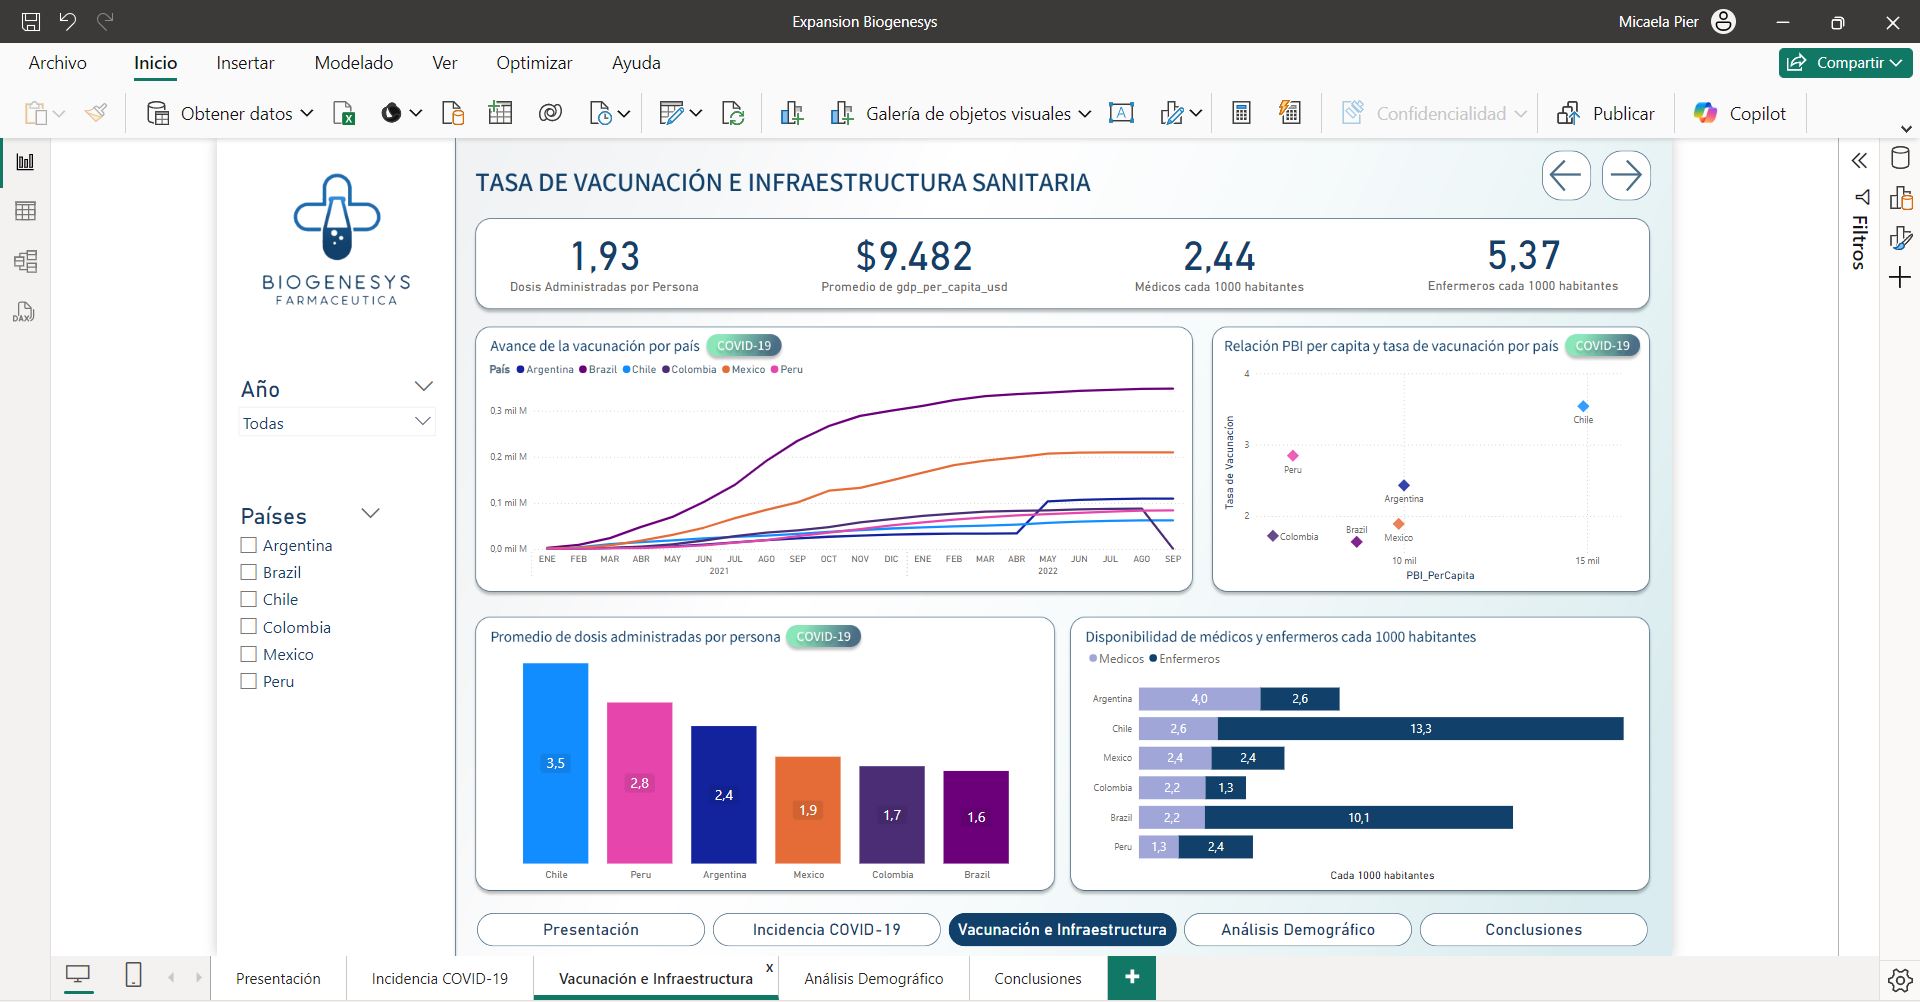 Expansion Biogenesys
Micaela Pier
Archivo
Inicio
Insertar
Modelado
Ver
Optimizar
Ayuda
Compartir
Obtener datos
Galería de objetos visuales
A
Confidencialidad
Publicar
Copilot
DAX
BIOGENESYS
FARMACEUTICA
Año
Todas
Países
Argentina
Brazil
Chile
Colombia
Mexico
Peru
TASA DE VACUNACIÓN E INFRAESTRUCTURA SANITARIA
1,93
Dosis Administradas por Persona
$9.482
Promedio de gdp_per_capita_usd
2,44
Médicos cada 1000 habitantes
5,37
Enfermeros cada 1000 habitantes
Avance de la vacunación por país COVID-19
País Argentina Brazil Chile Colombia Mexico Peru
0,3 mil M
0,2 mil M
0,1 mil M
0,0 mil M
ENE FEB MAR ABR MAY JUN JUL AGO SEP OCT NOV DIC ENE FEB MAR ABR MAY JUN JUL AGO SEP
2021 2022
Relación PBI per capita y tasa de vacunación por país COVID-19
Tasa de Vacunacíon
4
3
2
Chile
Peru
Argentina
Colombia
Brazil
Mexico
10 mil 15 mil
PBI_PerCapita
Promedio de dosis administradas por persona COVID-19
3,5
2,8
2,4
1,9
1,7
1,6
Chile Peru Argentina Mexico Colombia Brazil
Disponibilidad de médicos y enfermeros cada 1000 habitantes
Medicos Enfermeros
Argentina 4,0 2,6
Chile 2,6 13,3
Mexico 2,4 2,4
Colombia 2,2 1,3
Brazil 2,2 10,1
Peru 1,3 2,4
Cada 1000 habitantes
Presentación
Incidencia COVID-19
Vacunación e Infraestructura
Análisis Demográfico
Conclusiones
Filtros
Presentación
Incidencia COVID-19
Vacunación e Infraestructura
x
Análisis Demográfico
Conclusiones